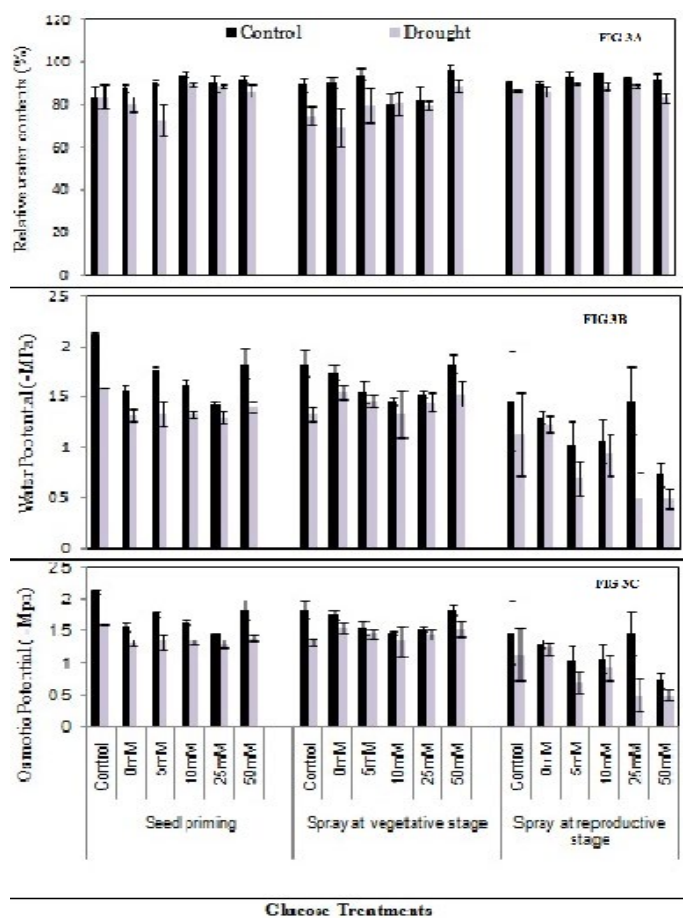 Control Drought
FIG 3A
Relative water contents (%)
120
100
80
60
40
20
0
FIG 3B
Water Pootential (-MPa)
2.5
2
1.5
1
0.5
0
FIG 3C
Osmotic Potential (-Mpa)
2.5
2
1.5
1
0.5
0
Control 0mM 5mM 10mM 25mM 50mM Control 0mM 5mM 10mM 25mM 50mM Control 0mM 5mM 10mM 25mM 50mM
Seed priming Spray at vegetative stage Spray at reproductive
stage
Glucose Treatments